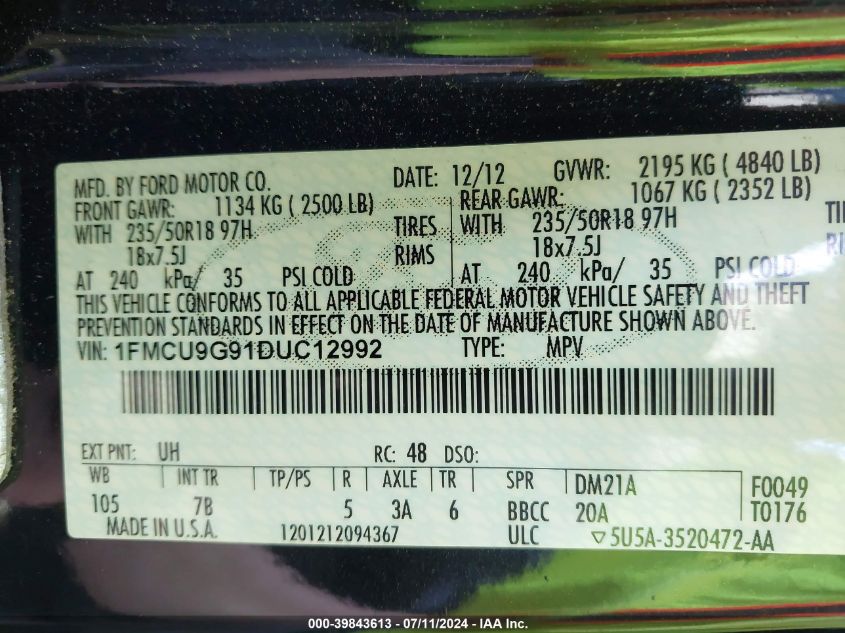 MFD. BY FORD MOTOR CO. DATE: 12/12 GVWR: 2195 KG ( 4840 LB)
FRONT GAWR: 1134 KG ( 2500 LB) REAR GAWR: 1067 KG ( 2352 LB)
WITH 235/50R18 97H TIRES WITH 235/50R18 97H
18x7.5J RIMS 18x7.5J
AT 240 kPa/ 35 PSI COLD AT 240 kPa/ 35 PSI COLD
THIS VEHICLE CONFORMS TO ALL APPLICABLE FEDERAL MOTOR VEHICLE SAFETY AND THEFT
PREVENTION STANDARDS IN EFFECT ON THE DATE OF MANUFACTURE SHOWN ABOVE.
VIN: 1FMCU9G91DUC12992 TYPE: MPV
EXT PNT: UH RC: 48 DSO:
WB INT TR TP/PS R AXLE TR SPR DM21A F0049
105 7B 5 3A 6 BBCC 20A T0176
MADE IN U.S.A. 1201212094367 ULC ▽5U5A-3520472-AA
000-39843613 - 07/11/2024 - IAA Inc.